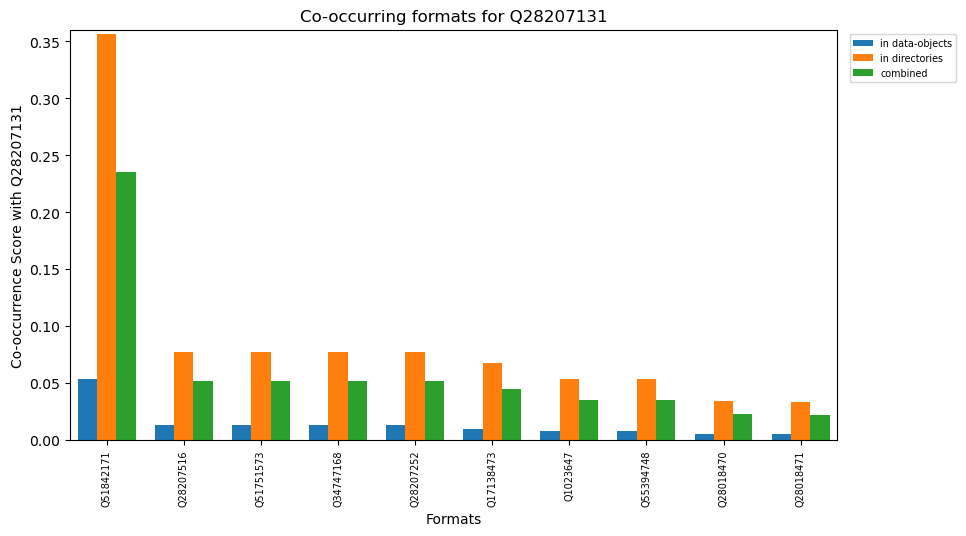 Co-occurring formats for Q28207131
in data-objects
in directories
combined
Co-occurrence Score with Q28207131
0.35
0.30
0.25
0.20
0.15
0.10
0.05
0.00
Q51842171
Q28207516
Q51751573
Q34747168
Q28207252
Q17138473
Q1023647
Q55394748
Q28018470
Q28018471
Formats